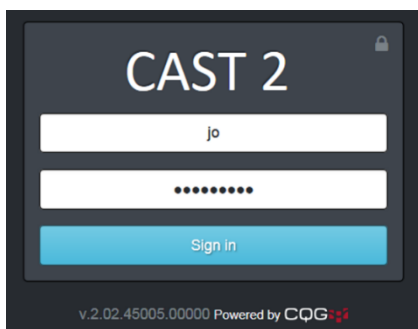 CAST 2
jo
•••••••••
Sign in
v.2.02.45005.00000 Powered by CQG